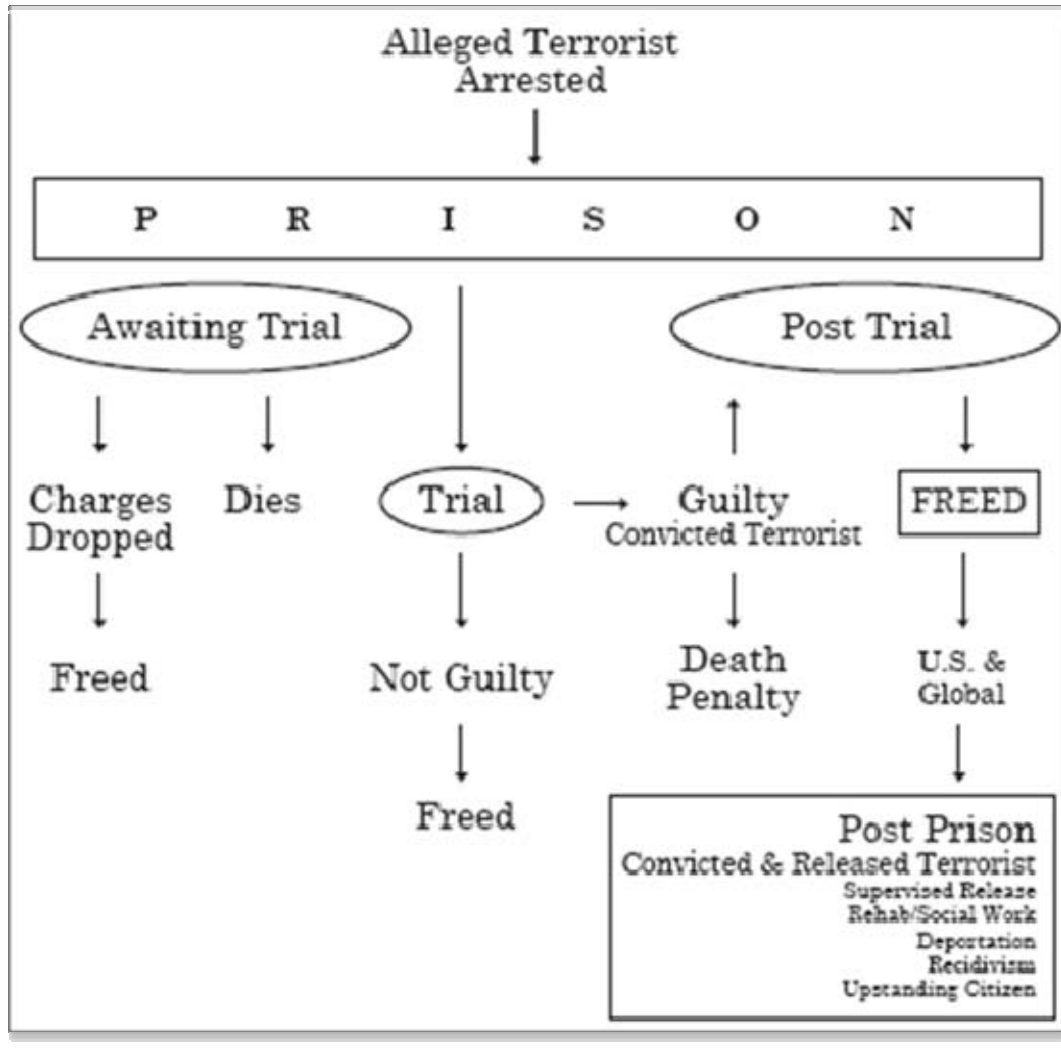 Alleged Terrorist
Arrested
P R I S O N
Awaiting Trial
Post Trial
Charges
Dropped
Dies
Trial
Guilty
Convicted Terrorist
FREED
Freed
Not Guilty
Death
Penalty
U.S. &
Global
Freed
Post Prison
Convicted & Released Terrorist
Supervised Release
Rehab/Social Work
Deportation
Recidivism
Upstanding Citizen